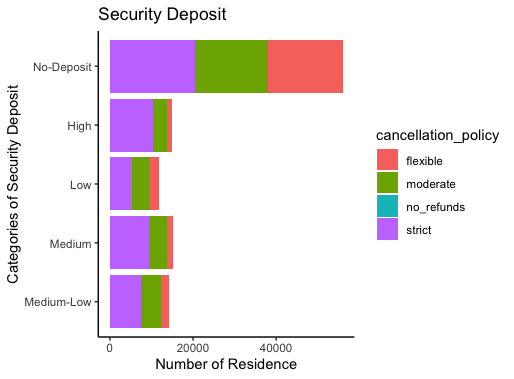 Security Deposit
Categories of Security Deposit
No-Deposit
High
Low
Medium
Medium-Low
0
20000
40000
Number of Residence
cancellation_policy
flexible
moderate
no_refunds
strict